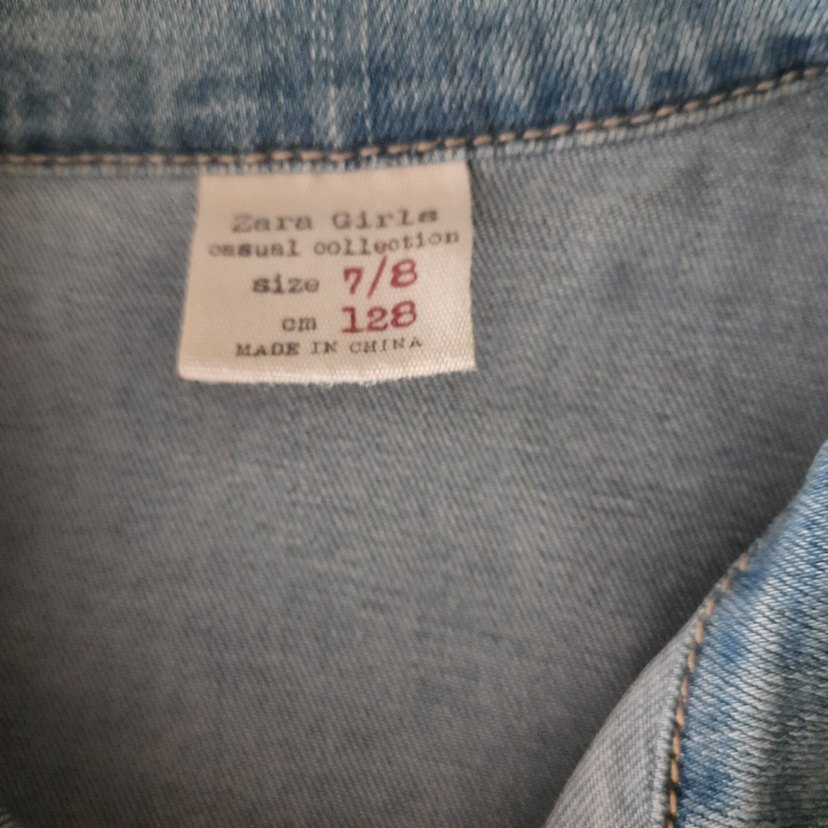 Zara Girls
casual collection
size 7/8
cm 128
MADE IN CHINA